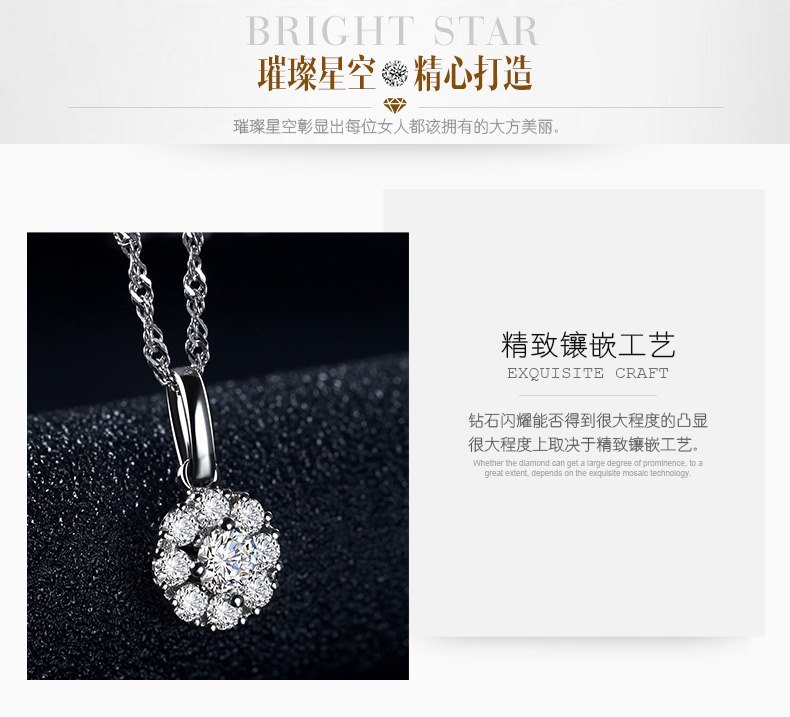 BRIGHT STAR
璀璨星空 精心打造
璀璨星空彰显出每位女人都该拥有的大方美丽。
精致镶嵌工艺
EXQUISITE CRAFT
钻石闪耀能否得到很大程度的凸显
很大程度上取决于精致镶嵌工艺。
Whether the diamond can get a large degree of prominence, to a
great extent, depends on the exquisite mosaic technology.